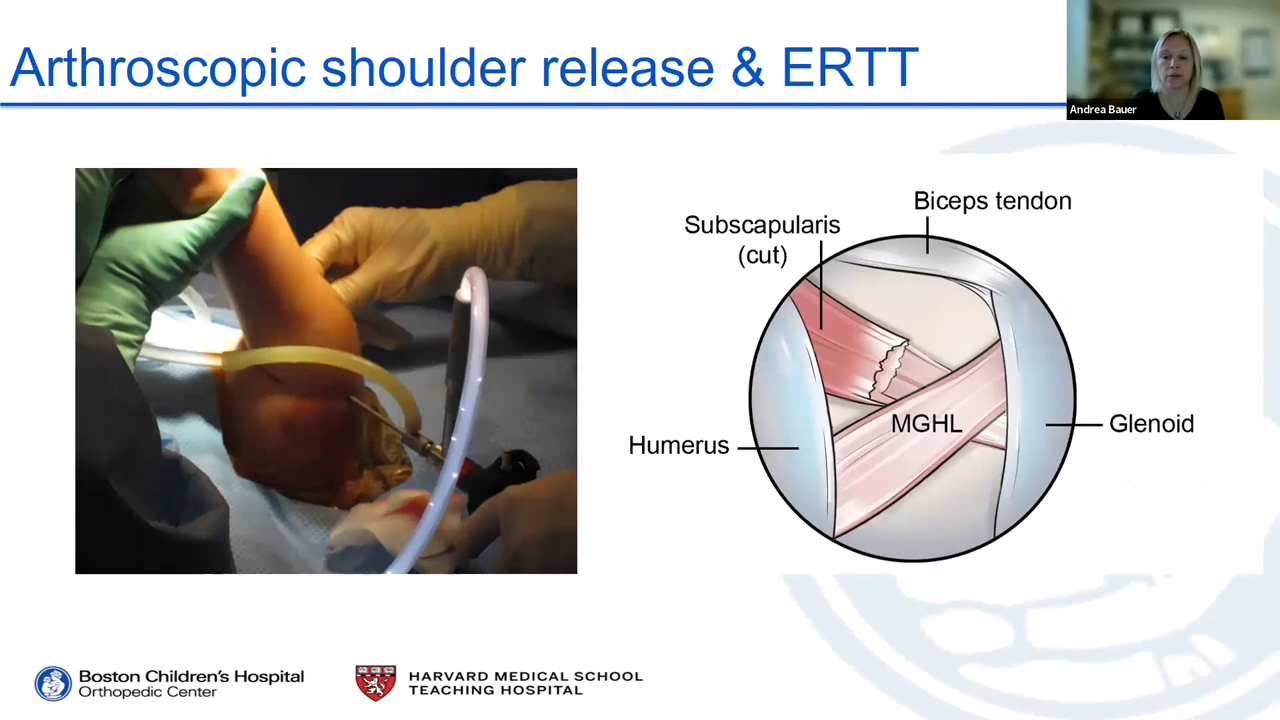 Arthroscopic shoulder release & ERTT
Andrea Bauer
Biceps tendon
Subscapularis
(cut)
MGHL
Glenoid
Humerus
Boston Children's Hospital
Orthopedic Center
HARVARD MEDICAL SCHOOL
TEACHING HOSPITAL